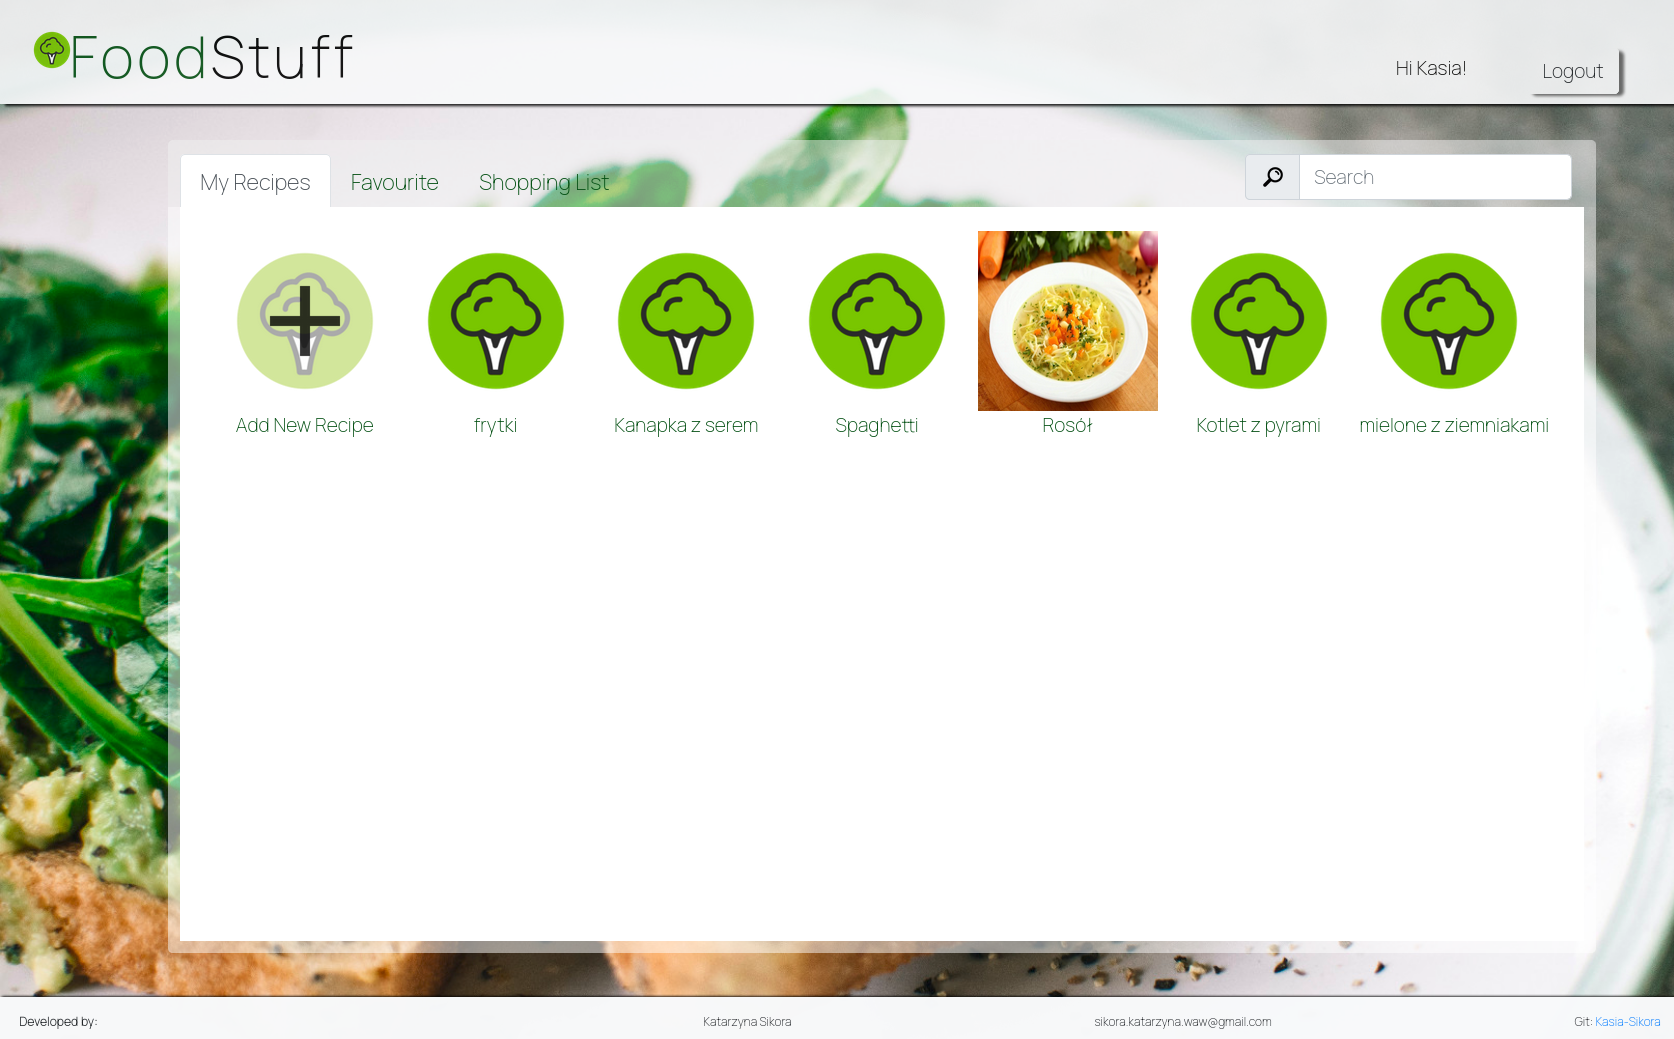 FoodStuff
Hi Kasia!
Logout
My Recipes
Favourite
Shopping List
Search
Add New Recipe
frytki
Kanapka z serem
Spaghetti
Rosół
Kotlet z pyrami
mielone z ziemniakami
Developed by:
Katarzyna Sikora
sikora.katarzyna.waw@gmail.com
Git: Kasia-Sikora